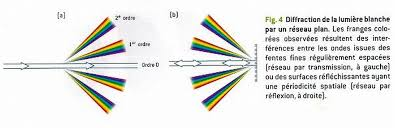 (a)
2e ordre
1er ordre
Ordre 0
(b)
Fig. 4 Diffraction de la lumière blanche
par un réseau plan. Les franges colo-
rées observées résultent des inter-
férences entre les ondes issues des
fentes fines régulièrement espacées
(réseau par transmission, à gauche)
ou des surfaces réfléchissantes ayant
une périodicité spatiale (réseau par
réflexion, à droite).